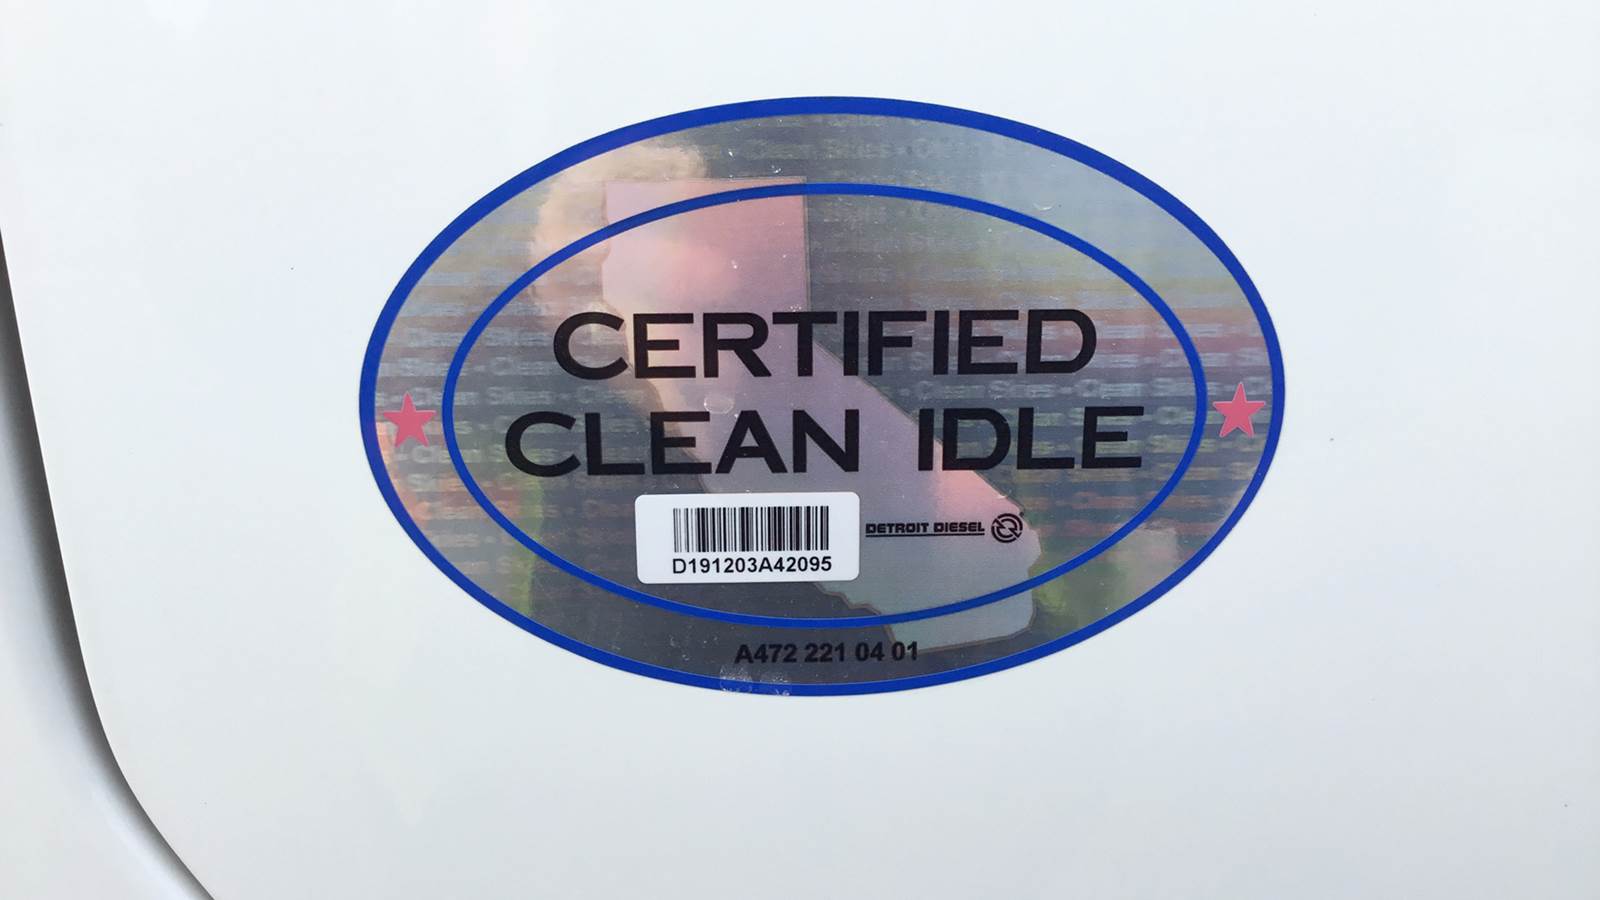 CERTIFIED
CLEAN IDLE
DETROIT DIESEL
D191203A42095
A472 221 04 01